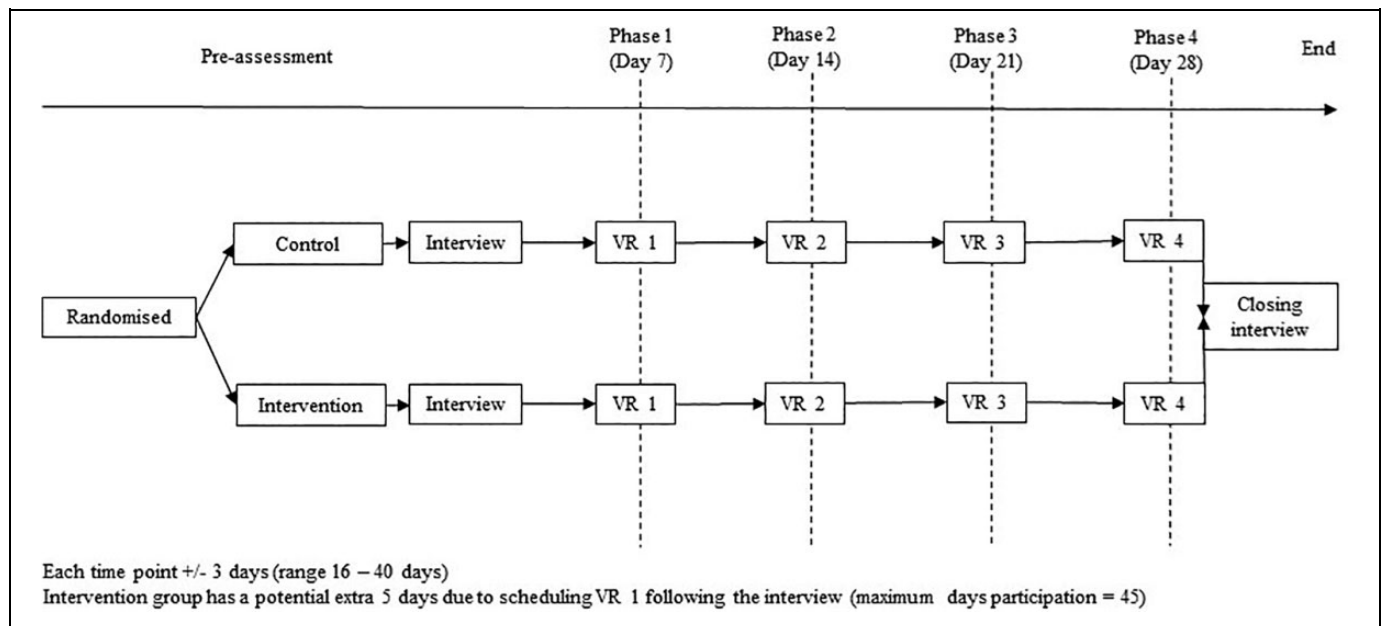 Pre-assessment
Phase 1
(Day 7)
Phase 2
(Day 14)
Phase 3
(Day 21)
Phase 4
(Day 28)
End
Control
Interview
VR 1
VR 2
VR 3
VR 4
Randomised
Closing
interview
Intervention
Interview
VR 1
VR 2
VR 3
VR 4
Each time point +/- 3 days (range 16 – 40 days)
Intervention group has a potential extra 5 days due to scheduling VR 1 following the interview (maximum days participation = 45)